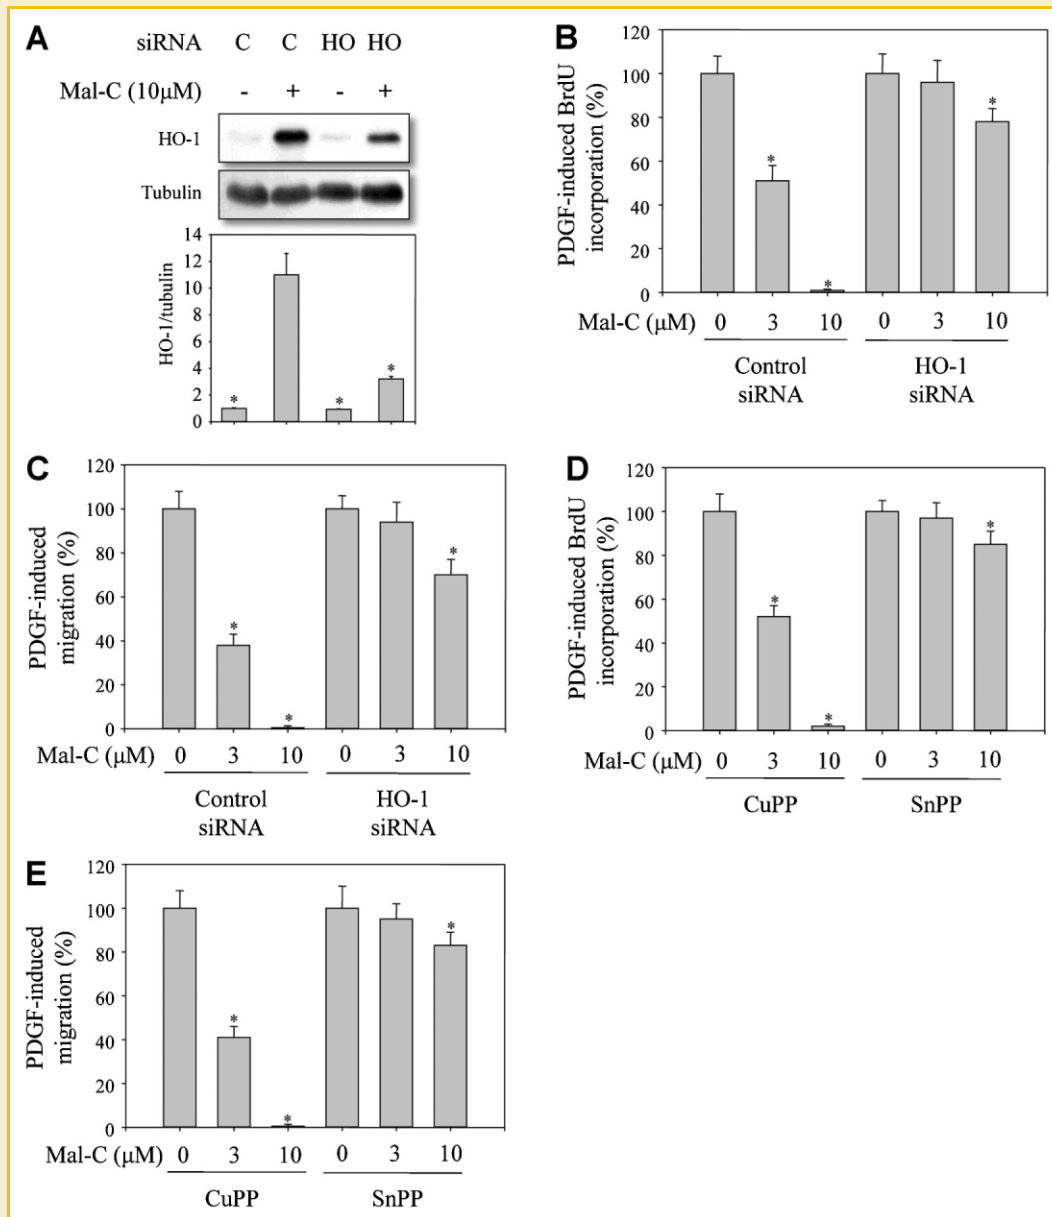 A
siRNA C C HO HO
Mal-C (10μM) - + - +
HO-1
Tubulin
14
12
10
8
6
4
2
0
HO-1/tubulin
* * *
B
120
100
80
60
40
20
0
PDGF-induced BrdU
incorporation (%)
* * *
Mal-C (μM) 0 3 10 0 3 10
Control HO-1
siRNA siRNA
C
120
100
80
60
40
20
0
PDGF-induced
migration (%)
* * *
Mal-C (μM) 0 3 10 0 3 10
Control HO-1
siRNA siRNA
D
120
100
80
60
40
20
0
PDGF-induced BrdU
incorporation (%)
* * *
Mal-C (μM) 0 3 10 0 3 10
CuPP SnPP
E
120
100
80
60
40
20
0
PDGF-induced
migration (%)
* * *
Mal-C (μM) 0 3 10 0 3 10
CuPP SnPP